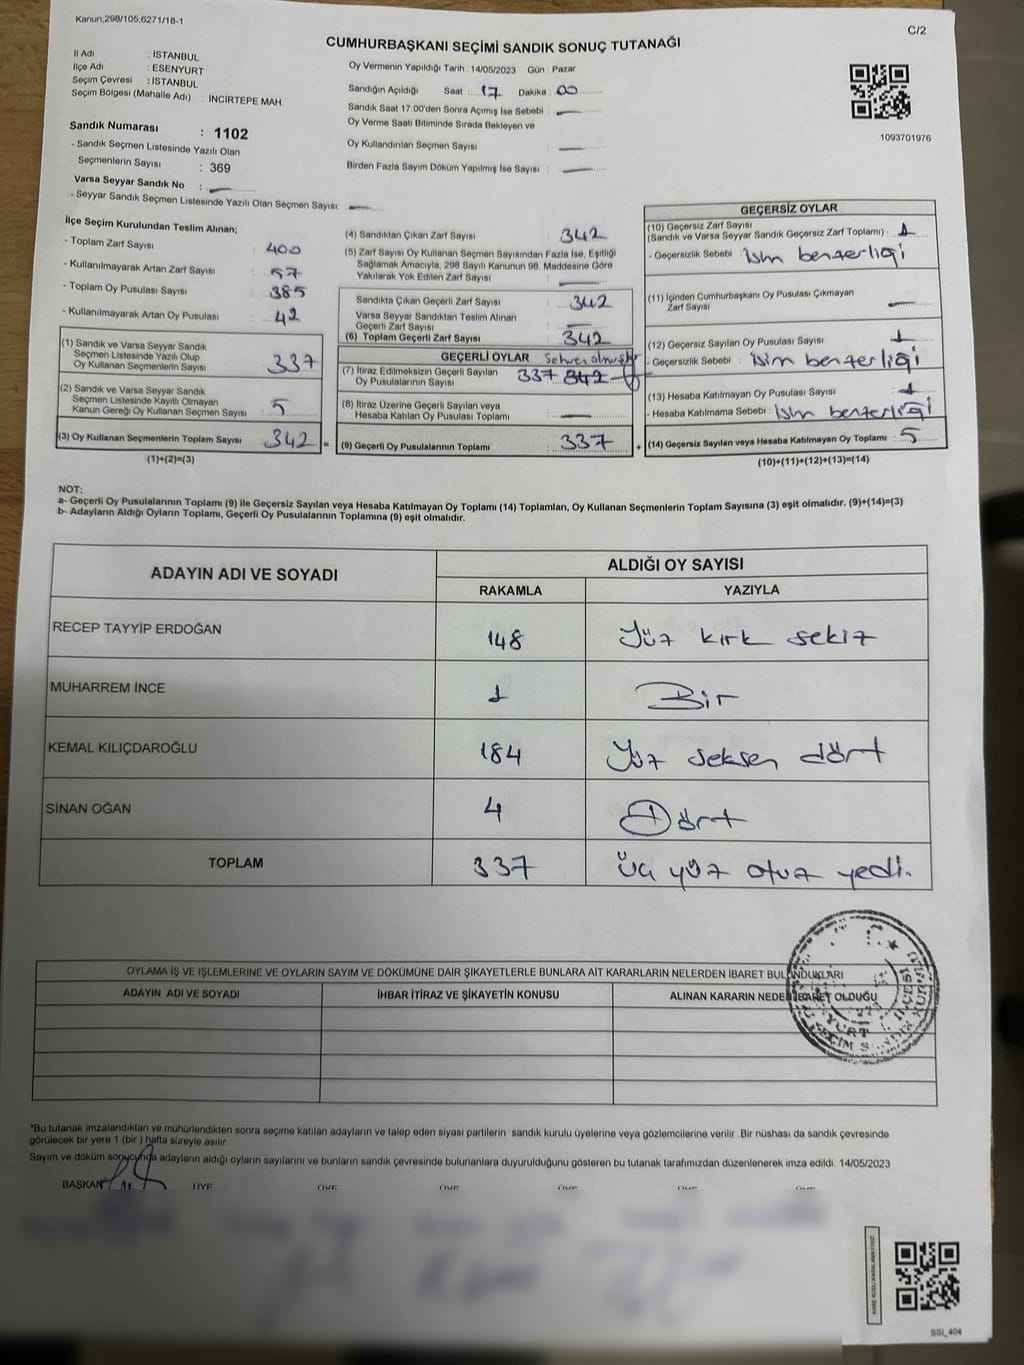 Kanun;298/105;6271/18-1
C/2
CUMHURBAŞKANI SEÇİMİ SANDIK SONUÇ TUTANAĞI
İl Adı : İSTANBUL
İlçe Adı : ESENYURT
Seçim Çevresi : İSTANBUL
Seçim Bölgesi (Mahalle Adı) : İNCİRTEPE MAH.
Sandık Numarası : 1102
- Sandık Seçmen Listesinde Yazılı Olan
Seçmenlerin Sayısı : 369
Varsa Seyyar Sandık No :
- Seyyar Sandık Seçmen Listesinde Yazılı Olan Seçmen Sayısı:
Oy Vermenin Yapıldığı Tarih : 14/05/2023 Gün : Pazar
Sandığın Açıldığı Saat : 17 Dakika : 00
Sandık Saat 17.00'den Sonra Açımış İse Sebebi :
Oy Verme Saati Bitiminde Sırada Bekleyen ve
Oy Kullandırılan Seçmen Sayısı :
Birden Fazla Sayım Döküm Yapılmış İse Sayısı :
1093701976
İlçe Seçim Kurulundan Teslim Alınan;
- Toplam Zarf Sayısı : 400
- Kullanılmayarak Artan Zarf Sayısı : 57
- Toplam Oy Pusulası Sayısı : 385
- Kullanılmayarak Artan Oy Pusulası : 42
(1) Sandık ve Varsa Seyyar Sandık
Seçmen Listesinde Yazılı Olup
Oy Kullanan Seçmenlerin Sayısı : 337
(2) Sandık ve Varsa Seyyar Sandık
Seçmen Listesinde Kayıtlı Olmayan
Kanun Gereği Oy Kullanan Seçmen Sayısı : 5
(3) Oy Kullanan Seçmenlerin Toplam Sayısı : 342 =
(1)+(2)=(3)
(4) Sandıktan Çıkan Zarf Sayısı : 342
(5) Zarf Sayısı Oy Kullanan Seçmen Sayısından Fazla İse, Eşitliği
Sağlamak Amacıyla, 298 Sayılı Kanunun 98. Maddesine Göre
Yakılarak Yok Edilen Zarf Sayısı :
Sandıkta Çıkan Geçerli Zarf Sayısı : 342
Varsa Seyyar Sandıktan Teslim Alınan
Geçerli Zarf Sayısı :
(6) Toplam Geçerli Zarf Sayısı : 342
GEÇERLİ OYLAR Sehven olmuştur
(7) İtiraz Edilmeksizin Geçerli Sayılan
Oy Pusulalarının Sayısı : 337 342
(8) İtiraz Üzerine Geçerli Sayılan veya
Hesaba Katılan Oy Pusulası Toplamı :
(9) Geçerli Oy Pusulalarının Toplamı : 337 +
GEÇERSİZ OYLAR
(10) Geçersiz Zarf Sayısı
(Sandık ve Varsa Seyyar Sandık Geçersiz Zarf Toplamı) : 1
- Geçersizlik Sebebi : isim benzerliği
(11) İçinden Cumhurbaşkanı Oy Pusulası Çıkmayan
Zarf Sayısı :
(12) Geçersiz Sayılan Oy Pusulası Sayısı : 1
- Geçersizlik Sebebi : isim benzerliği
(13) Hesaba Katılmayan Oy Pusulası Sayısı : 1
- Hesaba Katılmama Sebebi : isim benzerliği
(14) Geçersiz Sayılan veya Hesaba Katılmayan Oy Toplamı : 5
(10)+(11)+(12)+(13)=(14)
NOT:
a- Geçerli Oy Pusulalarının Toplamı (9) ile Geçersiz Sayılan veya Hesaba Katılmayan Oy Toplamı (14) Toplamları, Oy Kullanan Seçmenlerin Toplam Sayısına (3) eşit olmalıdır. (9)+(14)=(3)
b- Adayların Aldığı Oyların Toplamı, Geçerli Oy Pusulalarının Toplamına (9) eşit olmalıdır.
ADAYIN ADI VE SOYADI
ALDIĞI OY SAYISI
RAKAMLA YAZIYLA
RECEP TAYYİP ERDOĞAN 148 Yüz kırk sekiz
MUHARREM İNCE 1 Bir
KEMAL KILIÇDAROĞLU 184 Yüz seksen dört
SİNAN OĞAN 4 Dört
TOPLAM 337 üç yüz otuz yedi.
OYLAMA İŞ VE İŞLEMLERİNE VE OYLARIN SAYIM VE DÖKÜMÜNE DAİR ŞİKAYETLERLE BUNLARA AİT KARARLARIN NELERDEN İBARET BULUNDUKLARI
ADAYIN ADI VE SOYADI İHBAR İTİRAZ VE ŞİKAYETİN KONUSU ALINAN KARARIN NEDEN İBARET OLDUĞU
*Bu tutanak imzalandıktan ve mühürlendikten sonra seçime katılan adayların ve talep eden siyasi partilerin sandık kurulu üyelerine veya gözlemcilerine verilir .Bir nüshası da sandık çevresinde
görülecek bir yere 1 (bir ) hafta süreyle asılır.
Sayım ve döküm sonucunda adayların aldığı oyların sayılarını ve bunların sandık çevresinde bulunanlara duyurulduğunu gösteren bu tutanak tarafımızdan düzenlenerek imza edildi. 14/05/2023
BAŞKAN ÜYE ÜYE ÜYE ÜYE ÜYE ÜYE
SSI_404